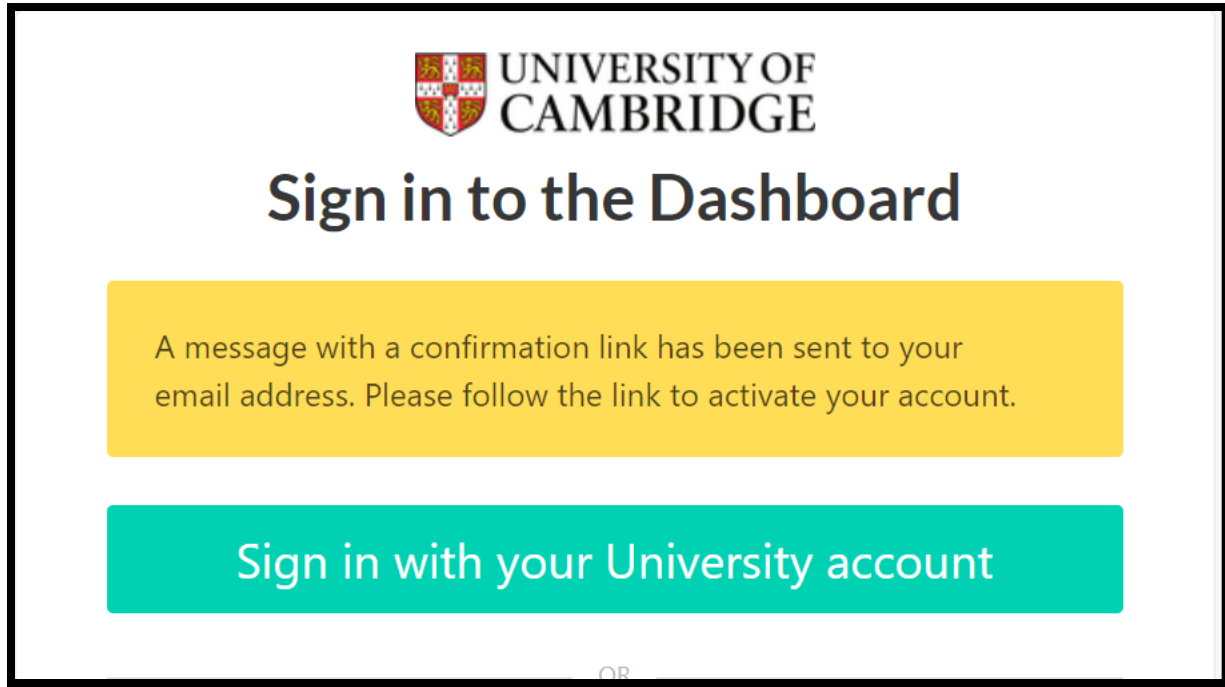 UNIVERSITY OF
CAMBRIDGE
Sign in to the Dashboard
A message with a confirmation link has been sent to your
email address. Please follow the link to activate your account.
Sign in with your University account
OR